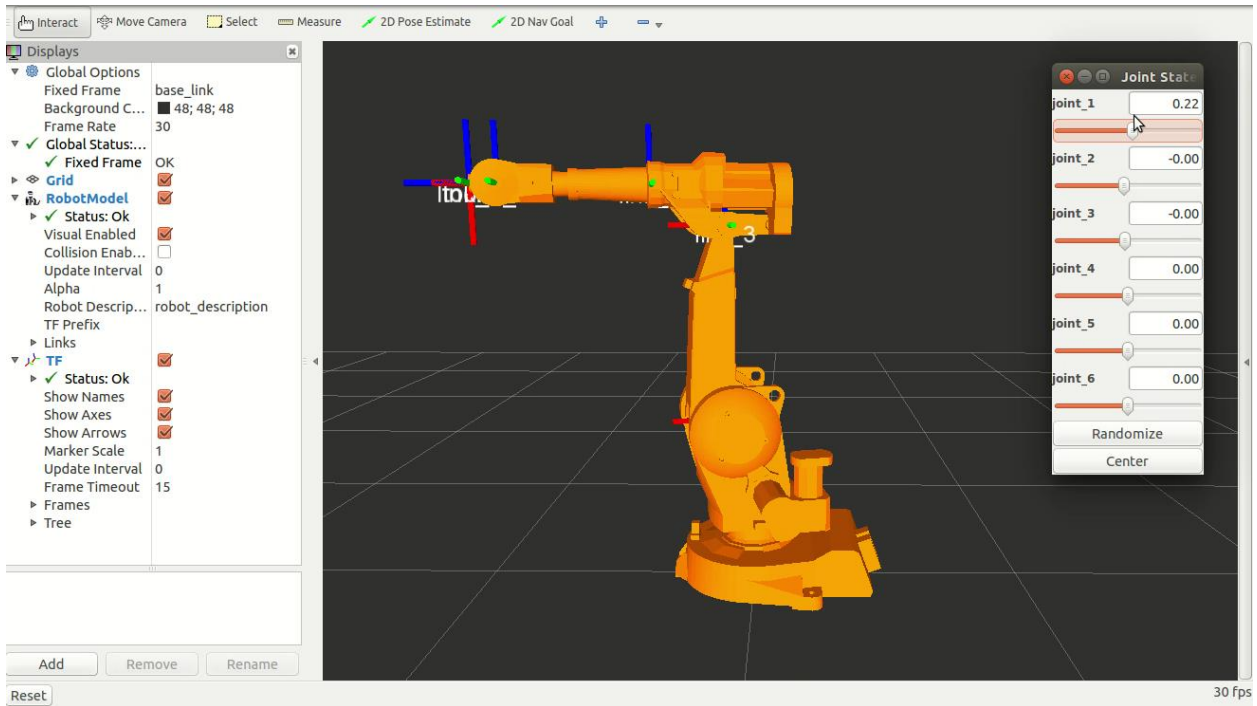 Interact Move Camera Select Measure 2D Pose Estimate 2D Nav Goal
Displays
Global Options
Fixed Frame base_link
Background C... 48; 48; 48
Frame Rate 30
Global Status:...
Fixed Frame OK
Grid
RobotModel
Status: Ok
Visual Enabled
Collision Enab...
Update Interval 0
Alpha 1
Robot Descrip... robot_description
TF Prefix
Links
TF
Status: Ok
Show Names
Show Axes
Show Arrows
Marker Scale 1
Update Interval 0
Frame Timeout 15
Frames
Tree
Add Remove Rename
Reset
_3
Joint State
joint_1 0.22
joint_2 -0.00
joint_3 -0.00
joint_4 0.00
joint_5 0.00
joint_6 0.00
Randomize
Center
30 fps